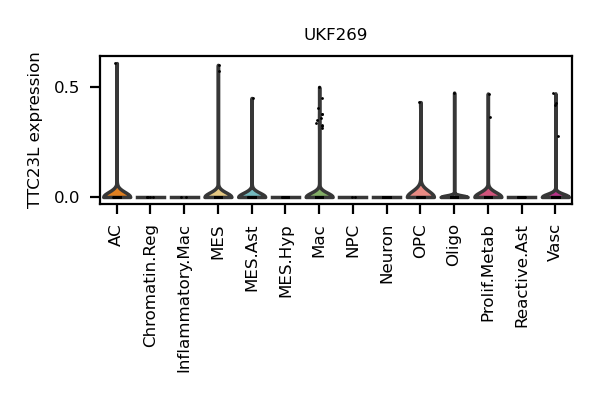 UKF269
TTC23L expression
0.5
0.0
AC
Chromatin.Reg
Inflammatory.Mac
MES
MES.Ast
MES.Hyp
Mac
NPC
Neuron
OPC
Oligo
Prolif.Metab
Reactive.Ast
Vasc